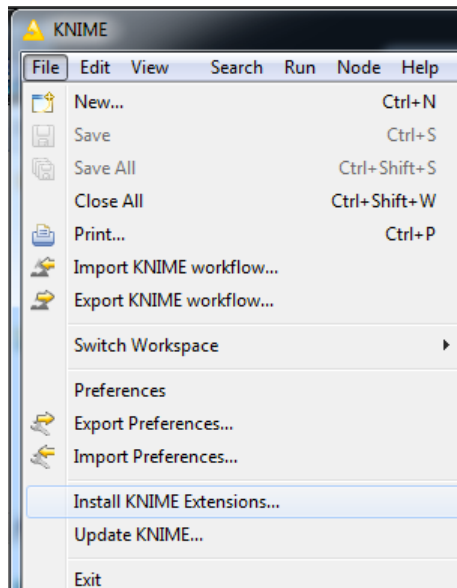 KNIME
File Edit View Search Run Node Help
New... Ctrl+N
Save Ctrl+S
Save All Ctrl+Shift+S
Close All Ctrl+Shift+W
Print... Ctrl+P
Import KNIME workflow...
Export KNIME workflow...
Switch Workspace
Preferences
Export Preferences...
Import Preferences...
Install KNIME Extensions...
Update KNIME...
Exit